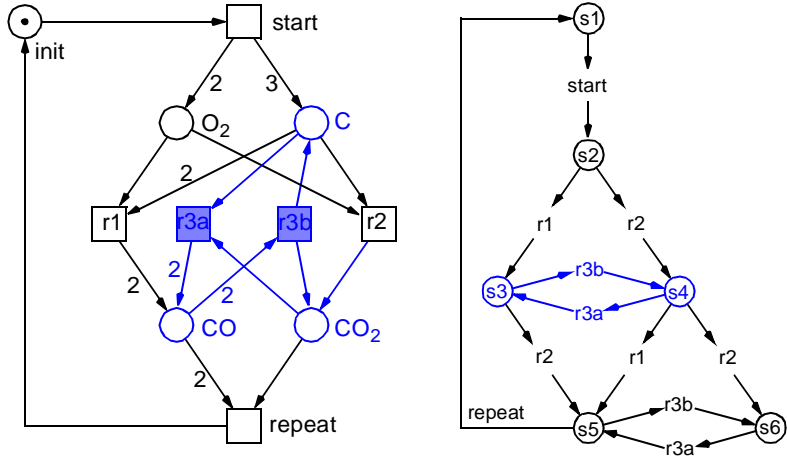 start
init
2
3
O2
C
2
r1
r3a
r3b
r2
2
2
2
CO
CO2
2
repeat
s1
start
s2
r1
r2
s3
r3b
s4
r3a
r2
r1
r2
repeat
s5
r3b
s6
r3a